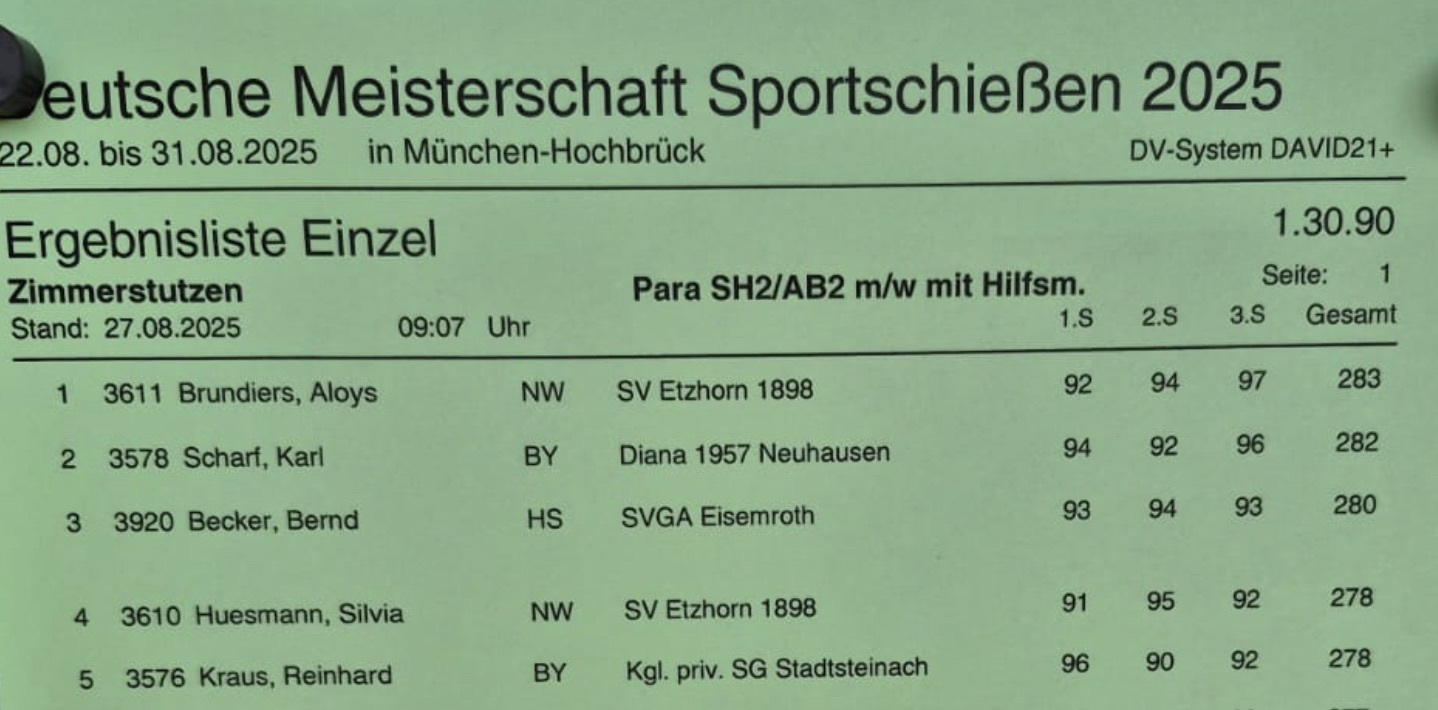 eutsche Meisterschaft Sportschießen 2025
22.08. bis 31.08.2025 in München-Hochbrück DV-System DAVID21+
Ergebnisliste Einzel 1.30.90
Zimmerstutzen Para SH2/AB2 m/w mit Hilfsm. Seite: 1
Stand: 27.08.2025 09:07 Uhr 1.S 2.S 3.S Gesamt
1 3611 Brundiers, Aloys NW SV Etzhorn 1898 92 94 97 283
2 3578 Scharf, Karl BY Diana 1957 Neuhausen 94 92 96 282
3 3920 Becker, Bernd HS SVGA Eisemroth 93 94 93 280
4 3610 Huesmann, Silvia NW SV Etzhorn 1898 91 95 92 278
5 3576 Kraus, Reinhard BY Kgl. priv. SG Stadtsteinach 96 90 92 278